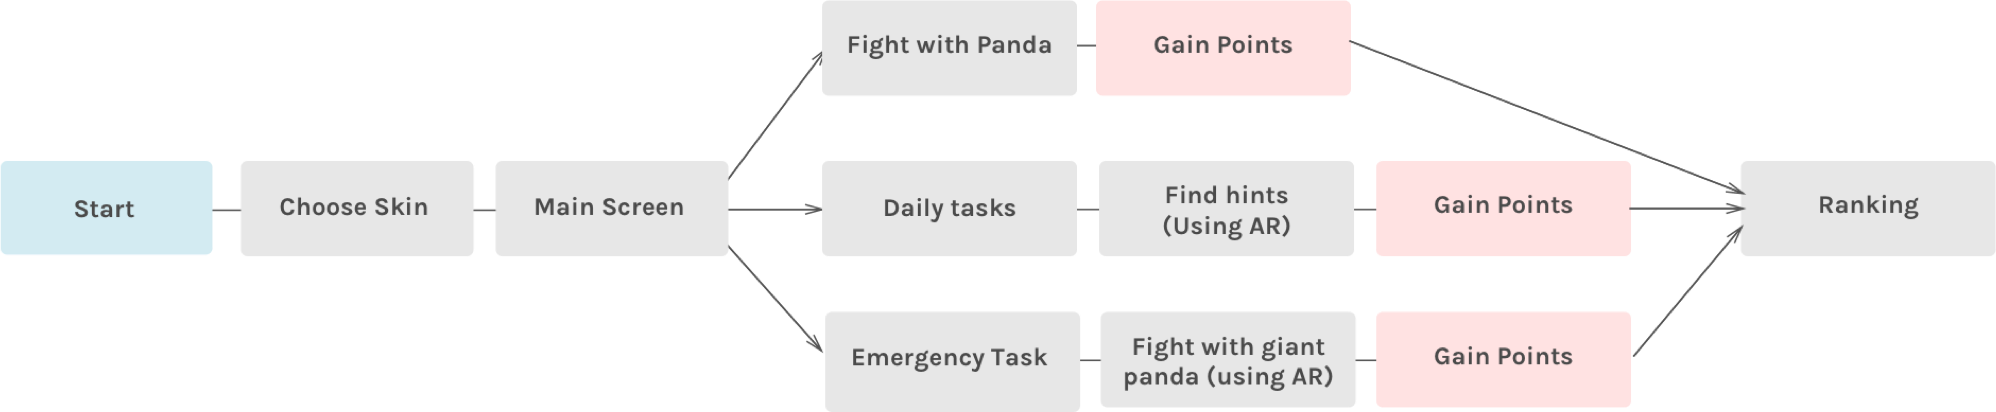 Fight with Panda
Gain Points
Start
Choose Skin
Main Screen
Daily tasks
Find hints
(Using AR)
Gain Points
Ranking
Emergency Task
Fight with giant
panda (using AR)
Gain Points